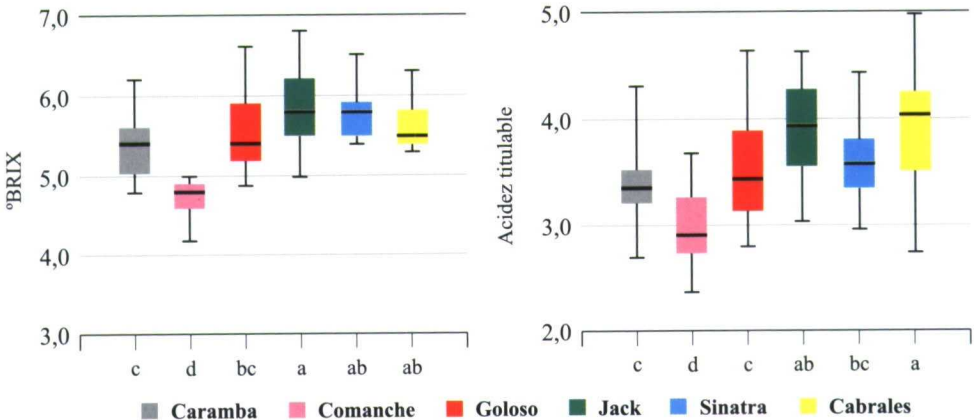 7,0
6,0
5,0
4,0
3,0
ºBRIX
c d bc a ab ab
5,0
4,0
3,0
2,0
Acidez titulable
c d c ab bc a
Caramba Comanche Goloso Jack Sinatra Cabrales